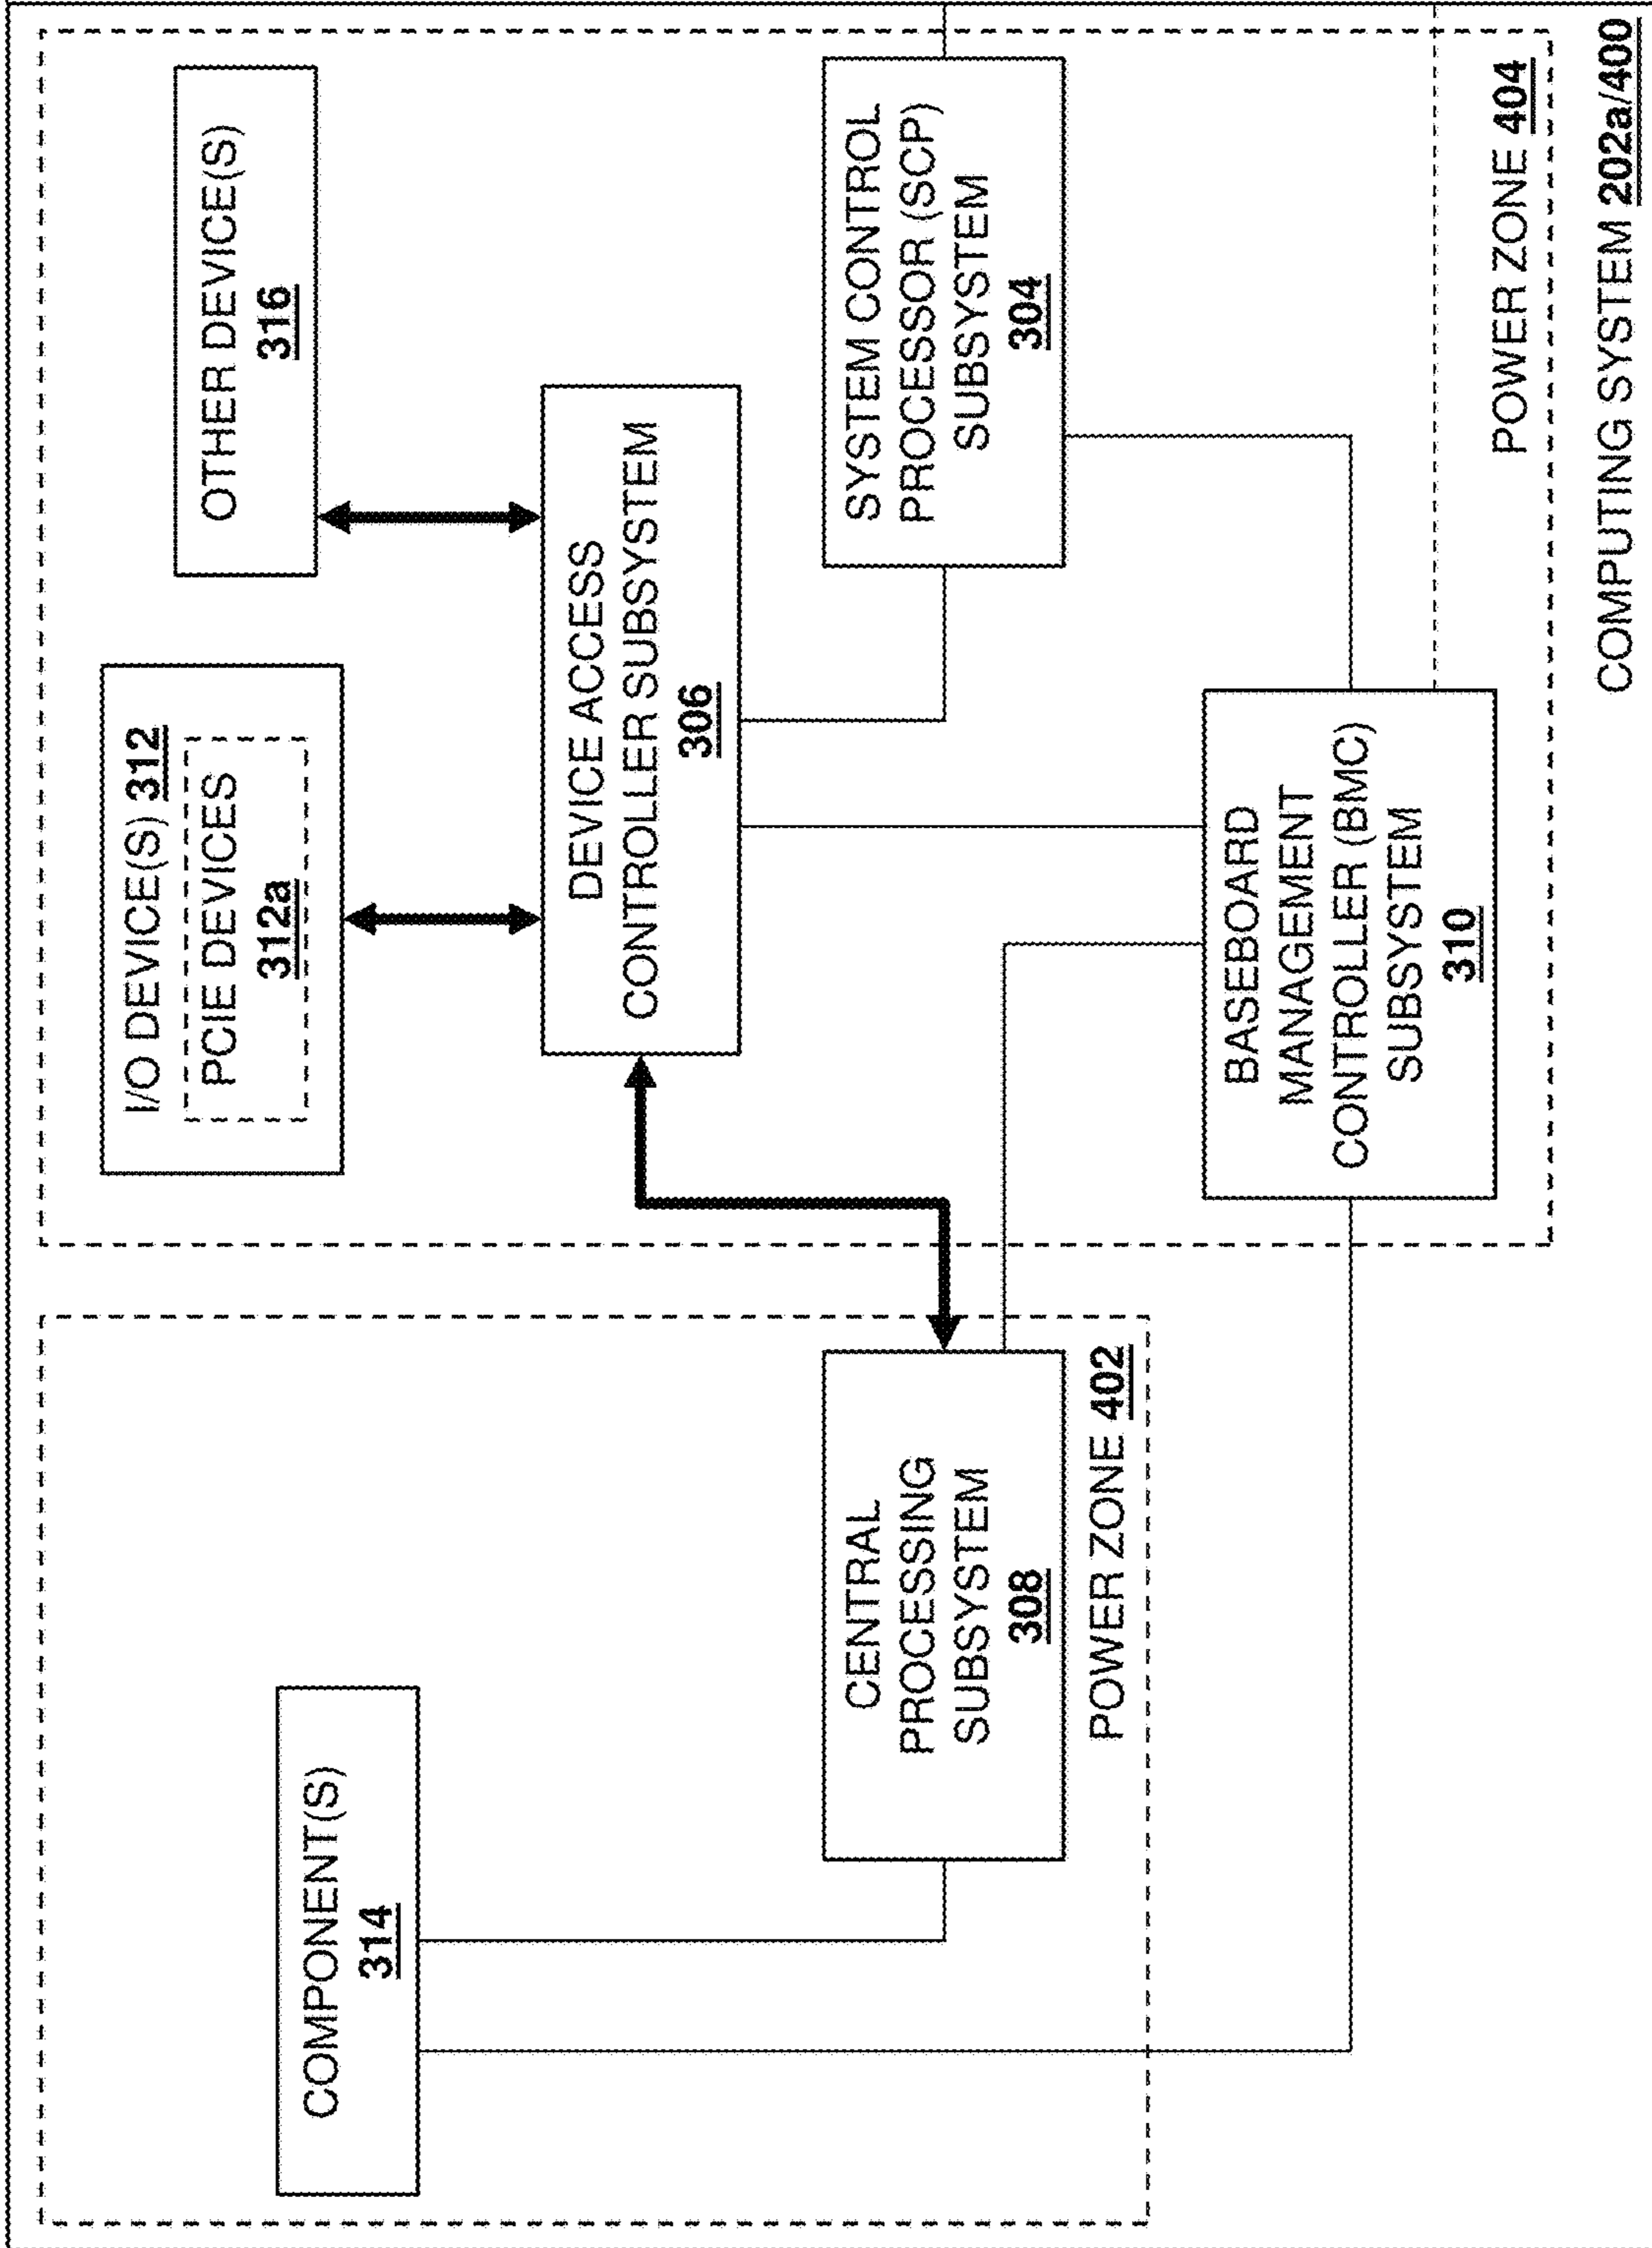 COMPONENT(S)
314
I/O DEVICE(S) 312
PCIE DEVICES
312a
OTHER DEVICE(S)
316
DEVICE ACCESS
CONTROLLER SUBSYSTEM
306
CENTRAL
PROCESSING
SUBSYSTEM
308
POWER ZONE 402
SYSTEM CONTROL
PROCESSOR (SCP)
SUBSYSTEM
304
BASEBOARD
MANAGEMENT
CONTROLLER (BMC)
SUBSYSTEM
310
POWER ZONE 404
COMPUTING SYSTEM 202a/400